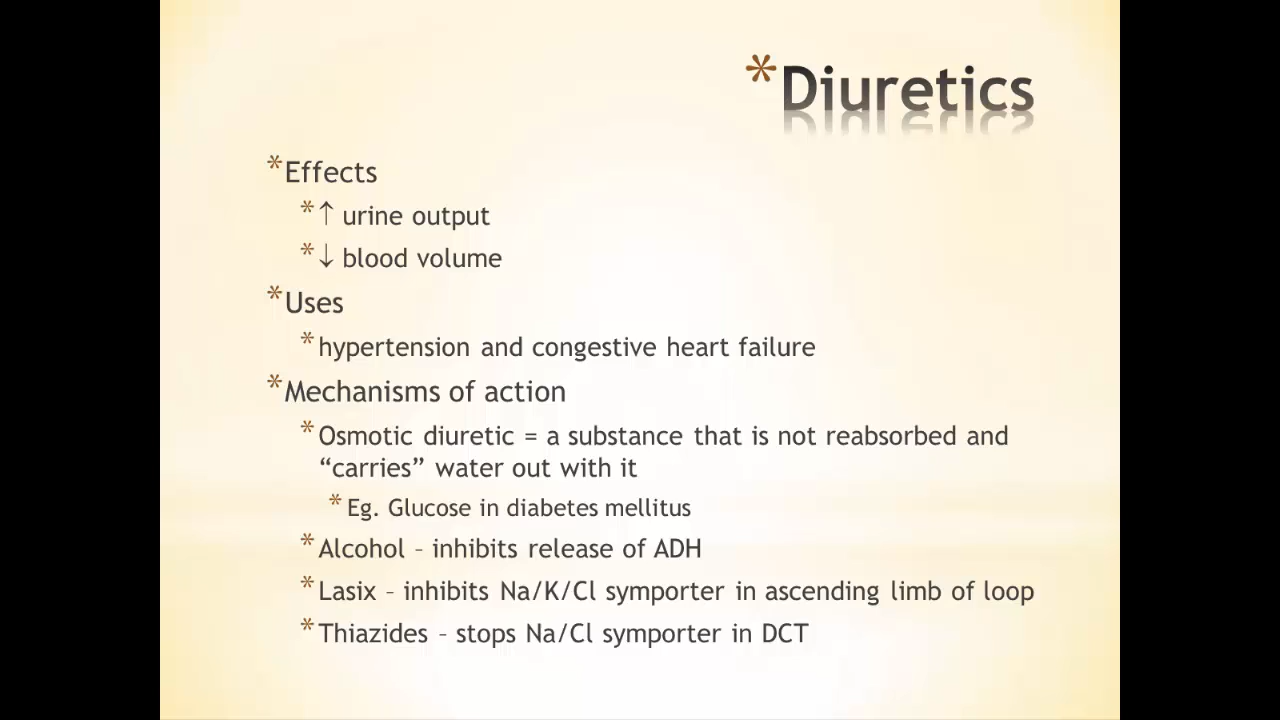 *Diuretics
*Effects
*↑ urine output
*↓ blood volume
*Uses
*hypertension and congestive heart failure
*Mechanisms of action
*Osmotic diuretic = a substance that is not reabsorbed and
“carries” water out with it
*Eg. Glucose in diabetes mellitus
*Alcohol – inhibits release of ADH
*Lasix – inhibits Na/K/Cl symporter in ascending limb of loop
*Thiazides – stops Na/Cl symporter in DCT